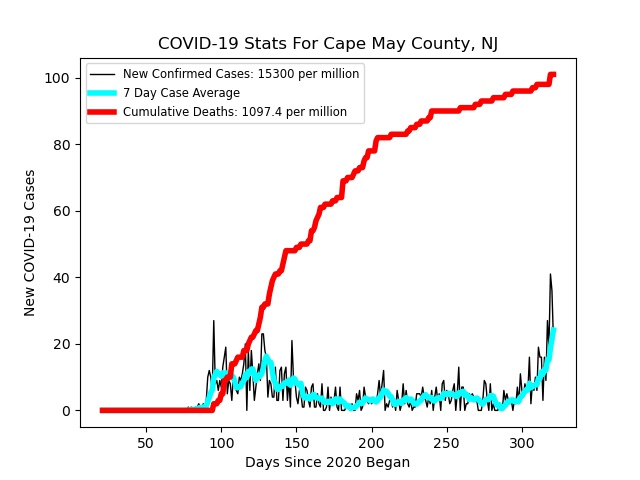 COVID-19 Stats For Cape May County, NJ
New Confirmed Cases: 15300 per million
7 Day Case Average
Cumulative Deaths: 1097.4 per million
New COVID-19 Cases
100
80
60
40
20
0
50 100 150 200 250 300
Days Since 2020 Began